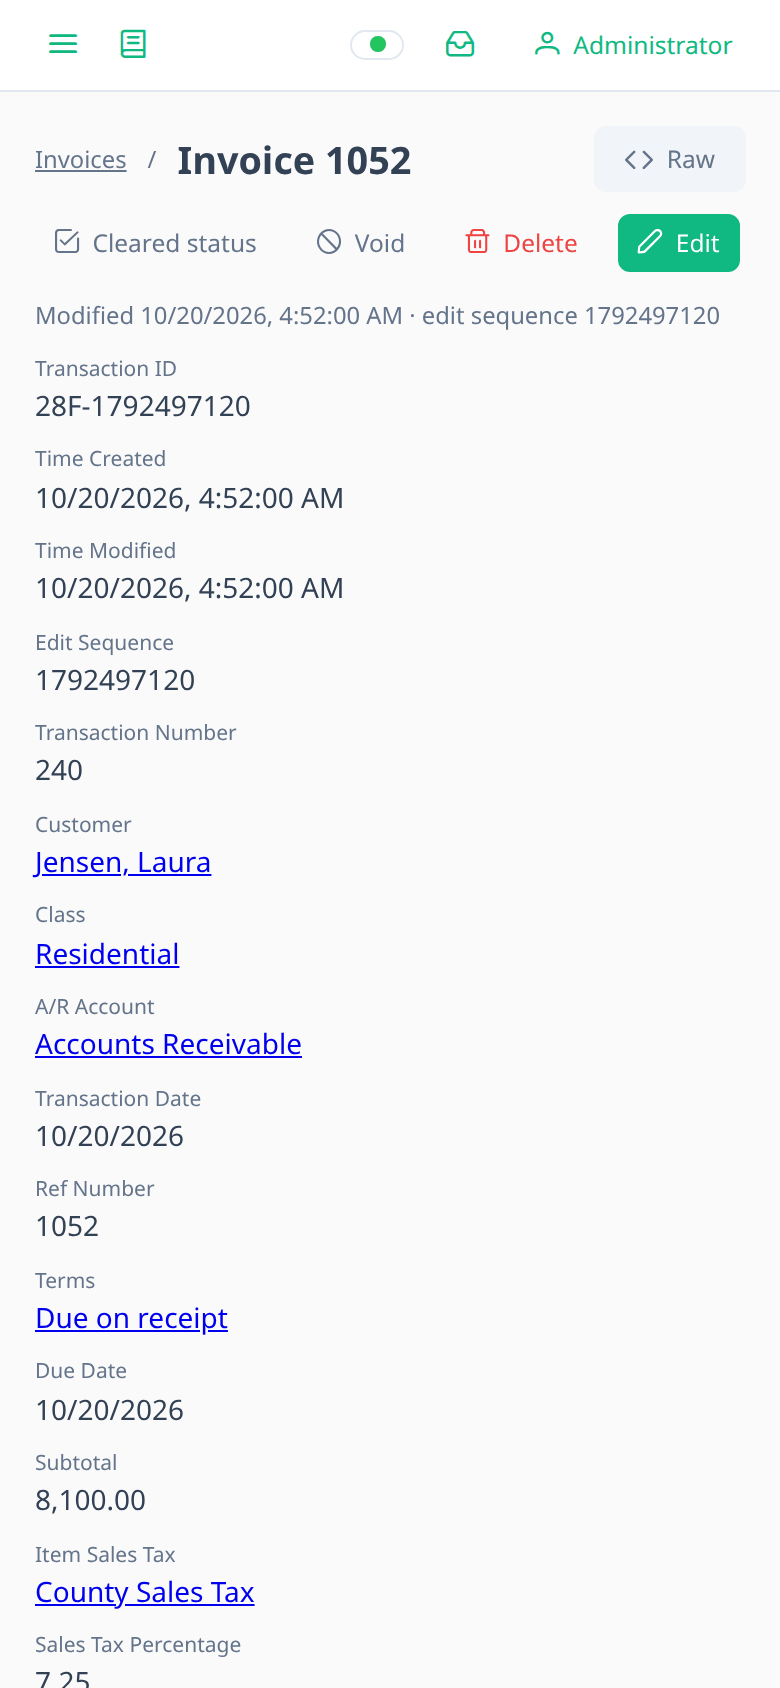 Administrator
Invoices / Invoice 1052
Raw
Cleared status Void Delete Edit
Modified 10/20/2026, 4:52:00 AM · edit sequence 1792497120
Transaction ID
28F-1792497120
Time Created
10/20/2026, 4:52:00 AM
Time Modified
10/20/2026, 4:52:00 AM
Edit Sequence
1792497120
Transaction Number
240
Customer
Jensen, Laura
Class
Residential
A/R Account
Accounts Receivable
Transaction Date
10/20/2026
Ref Number
1052
Terms
Due on receipt
Due Date
10/20/2026
Subtotal
8,100.00
Item Sales Tax
County Sales Tax
Sales Tax Percentage
7.25